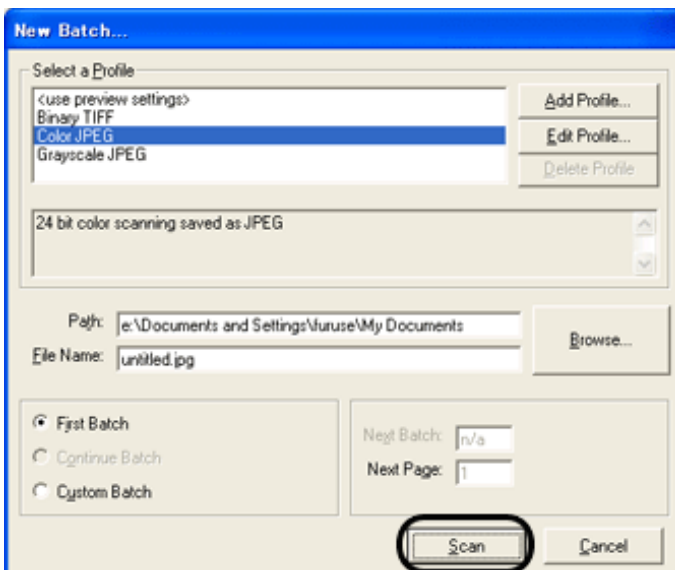 New Batch...
Select a Profile
<use preview settings>
Binary TIFF
Color JPEG
Grayscale JPEG
Add Profile...
Edit Profile...
Delete Profile
24 bit color scanning saved as JPEG
Path: e:\Documents and Settings\furuse\My Documents
File Name: untitled.jpg
Browse...
First Batch
Continue Batch
Custom Batch
Next Batch: n/a
Next Page: 1
Scan Cancel